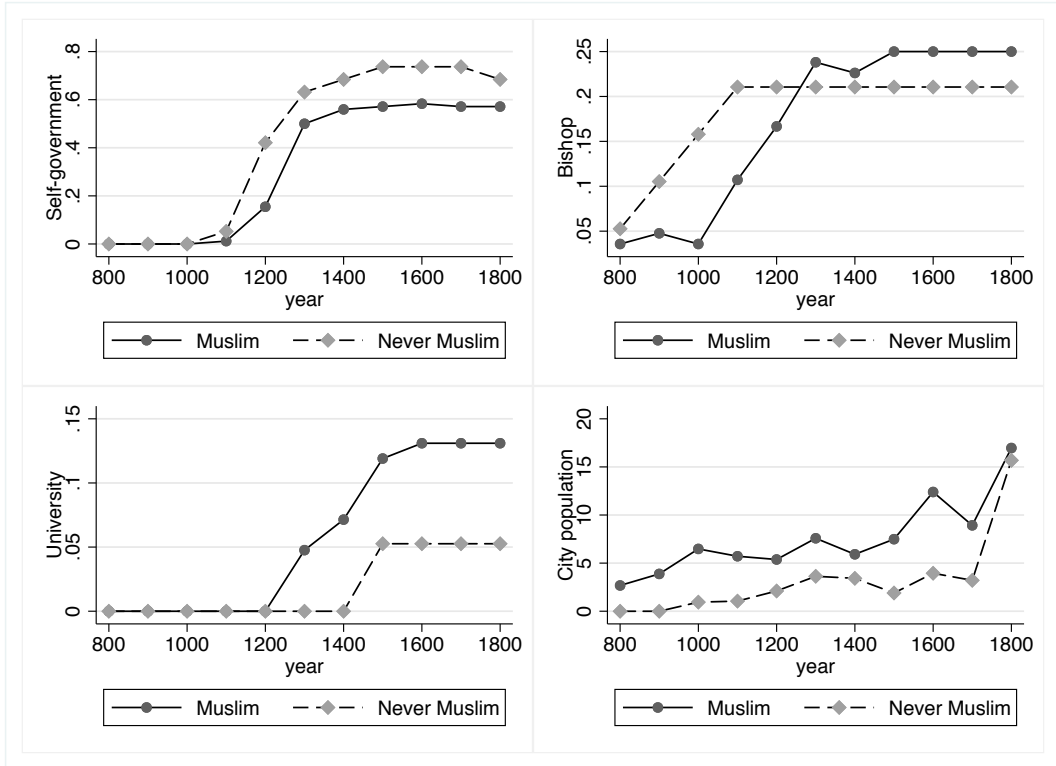 Self-government
0 .2 .4 .6 .8
800 1000 1200 1400 1600 1800
year
Muslim Never Muslim
Bishop
.05 .1 .15 .2 .25
800 1000 1200 1400 1600 1800
year
Muslim Never Muslim
University
0 .05 .1 .15
800 1000 1200 1400 1600 1800
year
Muslim Never Muslim
City population
0 5 10 15 20
800 1000 1200 1400 1600 1800
year
Muslim Never Muslim